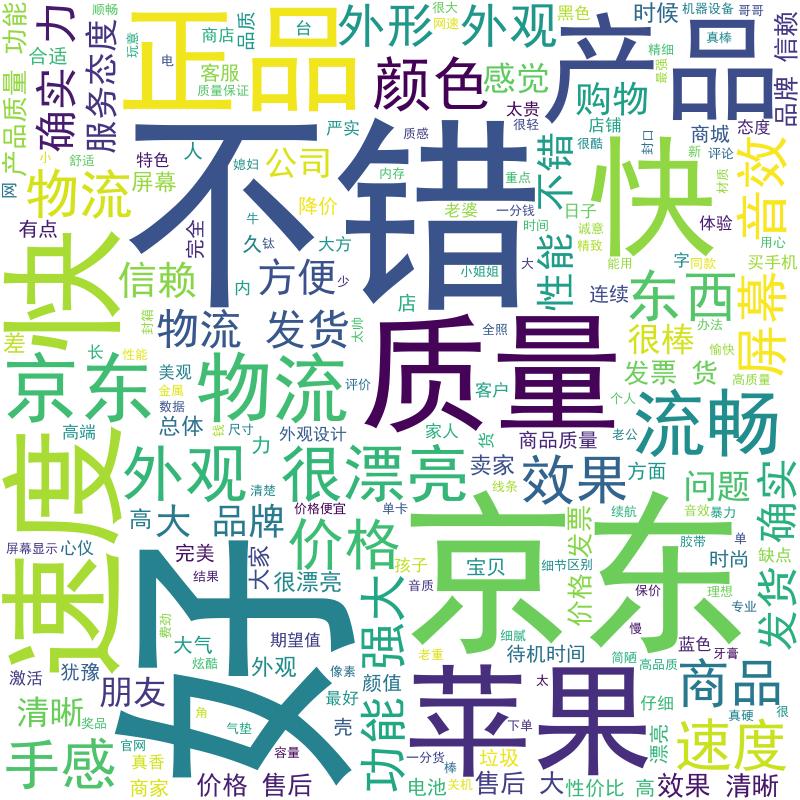 产品质量 功能
合适
确实力
服务态度
顺畅
玩意
正品
电
商店
品质
台
客服
质量保证
外形
外观
很大
网速
黑色
时候
机器设备
哥哥
真棒
信赖
品牌
颜色
感觉
太贵
购物
产品
精细
最强
网
小
舒适
特色
人
严实
质感
很轻
店铺
很酷
封口
商城
态度
新
评论
物流
屏幕
媳妇
公司
不错
内存
重点
不错
快
材质
音效
有点
完全
降价
老婆
一分钱
日子
体验
用心
久
钛
牛
大方
时间
诚意
精致
快
信赖
内
方便
少
小姐姐
大
性能
能用
字
同款
买手机
物流
发货
店
连续
东西
屏幕
差
封箱
太帅
质量
全照
很棒
办法
愉快
京东
长
性能
美观
金属
数据
物流
评价
客户
发票
货
高质量
个人
高端
总体
钱
尺寸
力
外观设计
家人
货
商品质量
老公
流畅
速度
外观
清楚
很漂亮
卖家
线条
效果
方面
问题
确实
高
大
品牌
价格便宜
单卡
续航
音效
暴力
屏幕显示
心仪
完美
结果
大家
好
价格
京东
发票
价格
胶带
单
时尚
缺点
很漂亮
孩子
音质
宝贝
细节区别
保价
理想
专业
发货
费劲
强大
大气
炫酷
期望值
外观
细腻
老重
待机时间
慢
简陋
蓝色
牙膏
高品质
激活
犹豫
朋友
像素
最好
颜值
苹果
太
仔细
商品
清晰
奖品
角
气垫
壳
功能
下单
漂亮
真硬
很
手感
官网
真香
商家
容量
一分货
棒
垃圾
速度
价格
售后
电池
关机
售后
大
性价比
高
效果
清晰